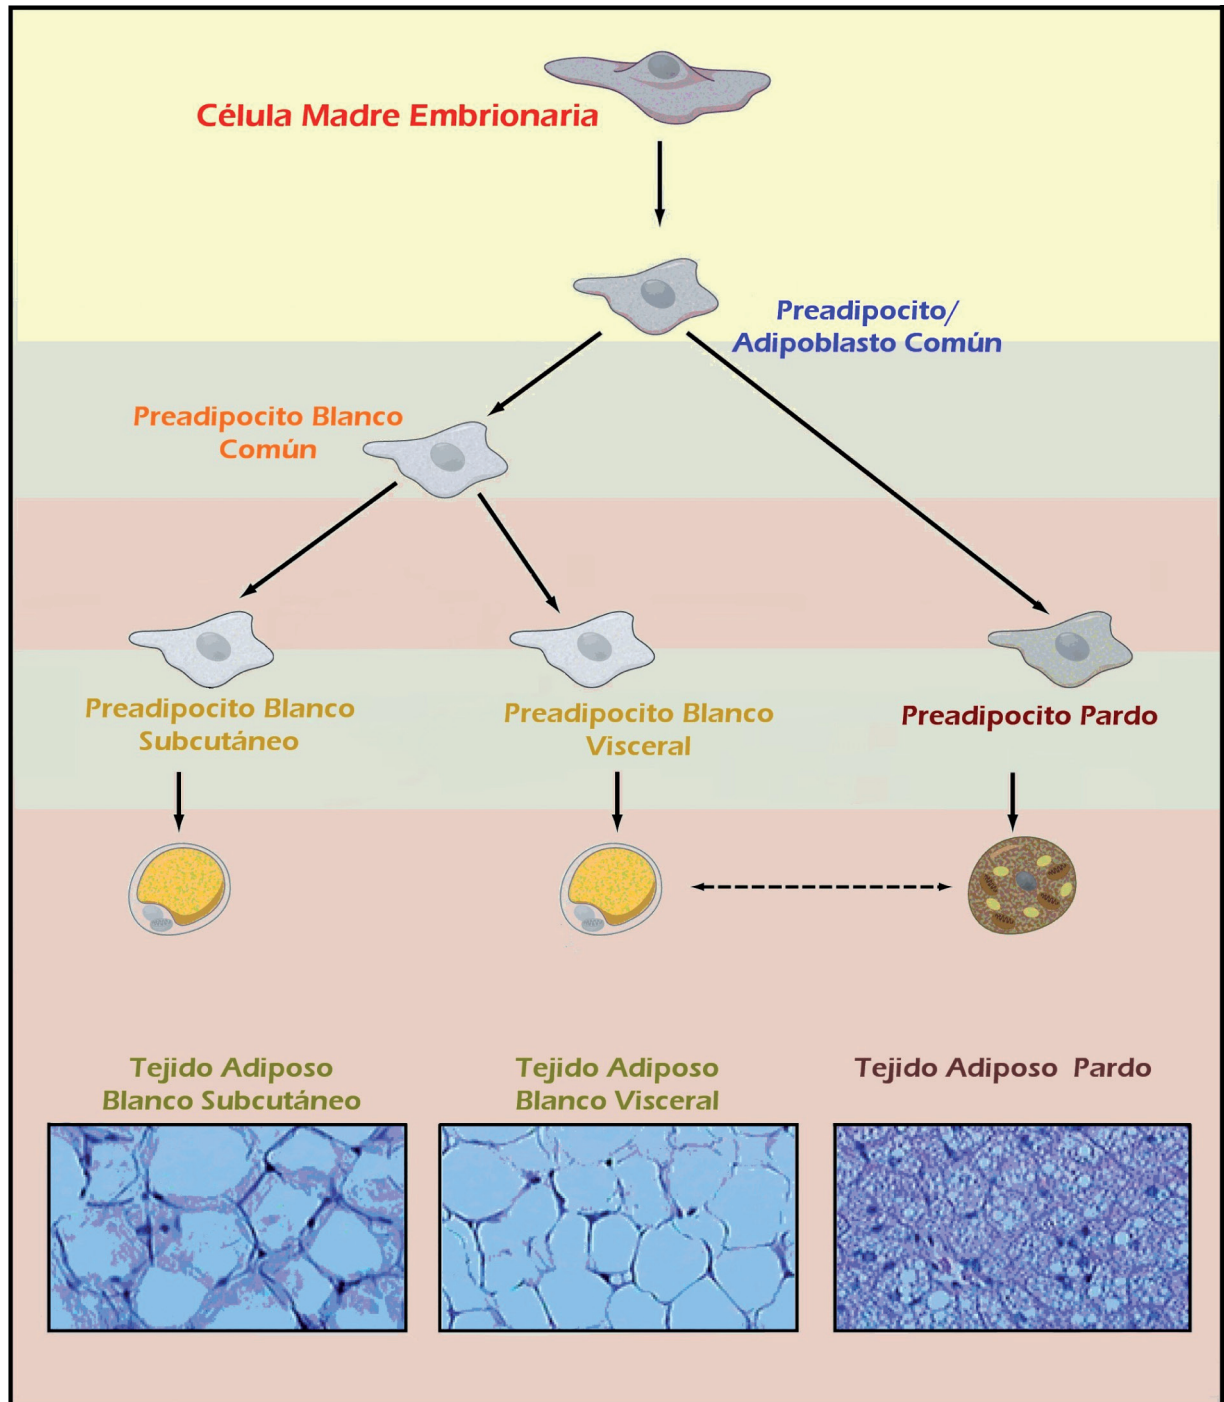 Célula Madre Embrionaria
Preadipocito/
Adipoblasto Común
Preadipocito Blanco
Común
Preadipocito Blanco
Subcutáneo
Preadipocito Blanco
Visceral
Preadipocito Pardo
Tejido Adiposo
Blanco Subcutáneo
Tejido Adiposo
Blanco Visceral
Tejido Adiposo Pardo